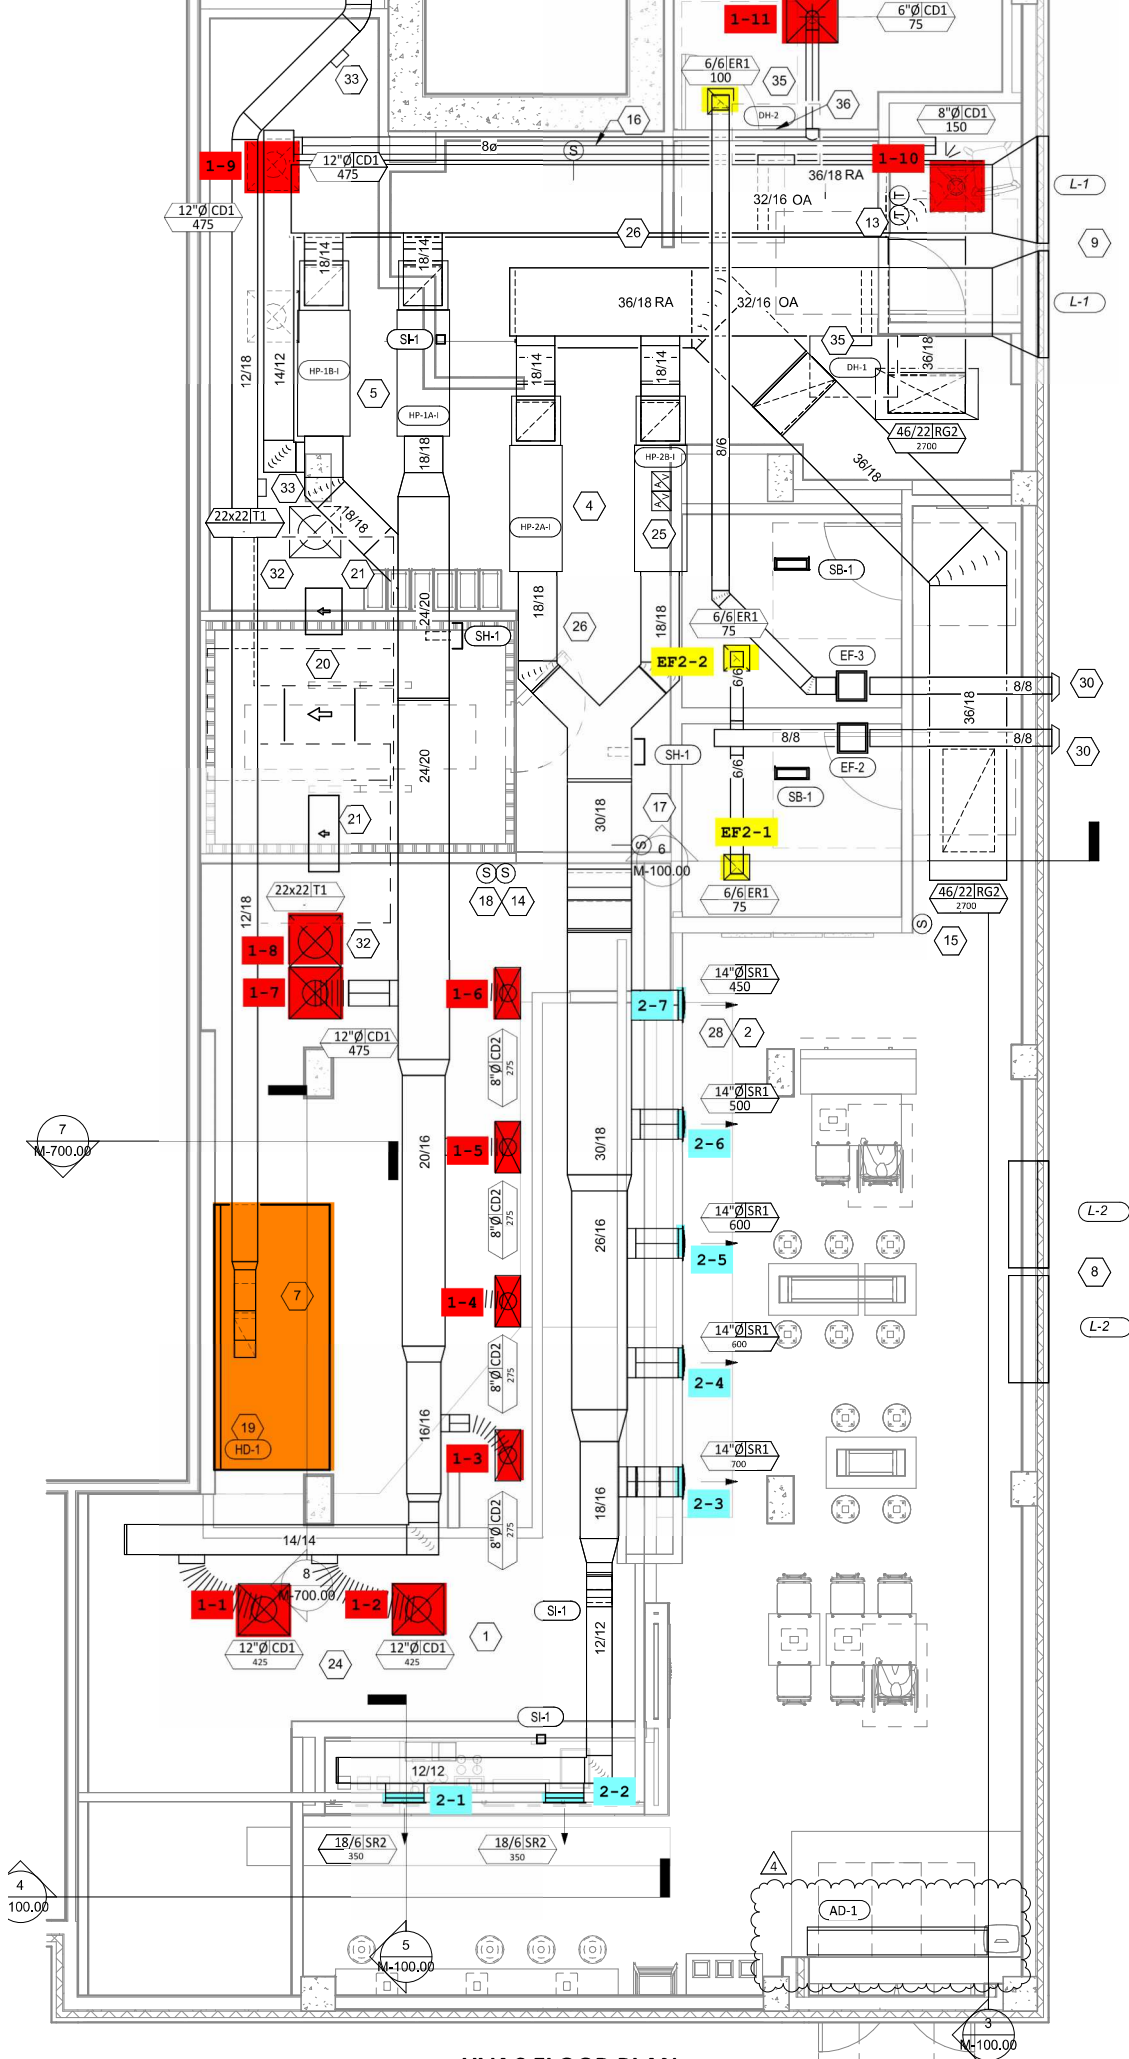 1-11
6"Ø CD1
75
6/6 ER1
100
35
33
DH-2
36
8"Ø CD1
150
16
8ø
S
1-9
12"Ø CD1
475
1-10
36/18 RA
L-1
32/16 OA
T
T
12"Ø CD1
475
13
26
9
18/14
18/14
36/18 RA
32/16 OA
L-1
SI-1
35
36/18
12/18
14/12
18/14
18/14
HP-1B-I
5
DH-1
HP-1A-I
46/22 RG2
2700
8/6
18/18
HP-2B-I
36/18
33
A V
A V
22x22 T1
18/18
4
HP-2A-I
25
32
21
SB-1
24/20
18/18
18/18
6/6 ER1
75
26
SH-1
20
EF2-2
EF-3
6/6
8/8
30
36/18
8/8
8/8
30
SH-1
24/20
6/6
EF-2
SB-1
17
30/18
21
EF2-1
S
6
M-100.00
S S
18 14
22x22 T1
6/6 ER1
75
46/22 RG2
2700
12/18
S
15
1-8
32
1-7
1-6
14"Ø SR1
450
2-7
28 2
12"Ø CD1
475
8"Ø CD2
275
14"Ø SR1
500
7
M-700.00
20/16
1-5
30/18
2-6
8"Ø CD2
275
14"Ø SR1
600
L-2
26/16
2-5
8
7
1-4
14"Ø SR1
600
L-2
8"Ø CD2
275
2-4
19
HD-1
16/16
1-3
14"Ø SR1
700
2-3
18/16
8"Ø CD2
275
14/14
8
M-700.00
1-1
1-2
SI-1
12"Ø CD1
425
24
12"Ø CD1
425
1
12/12
SI-1
12/12
2-1
2-2
18/6 SR2
350
18/6 SR2
350
4
4
100.00
AD-1
5
M-100.00
3
M-100.00